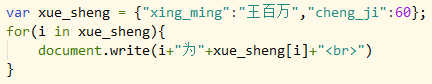 var xue_sheng = {"xing_ming":"王百万","cheng_ji":60};
for(i in xue_sheng){
    document.write(i+"为"+xue_sheng[i]+"<br>")
}